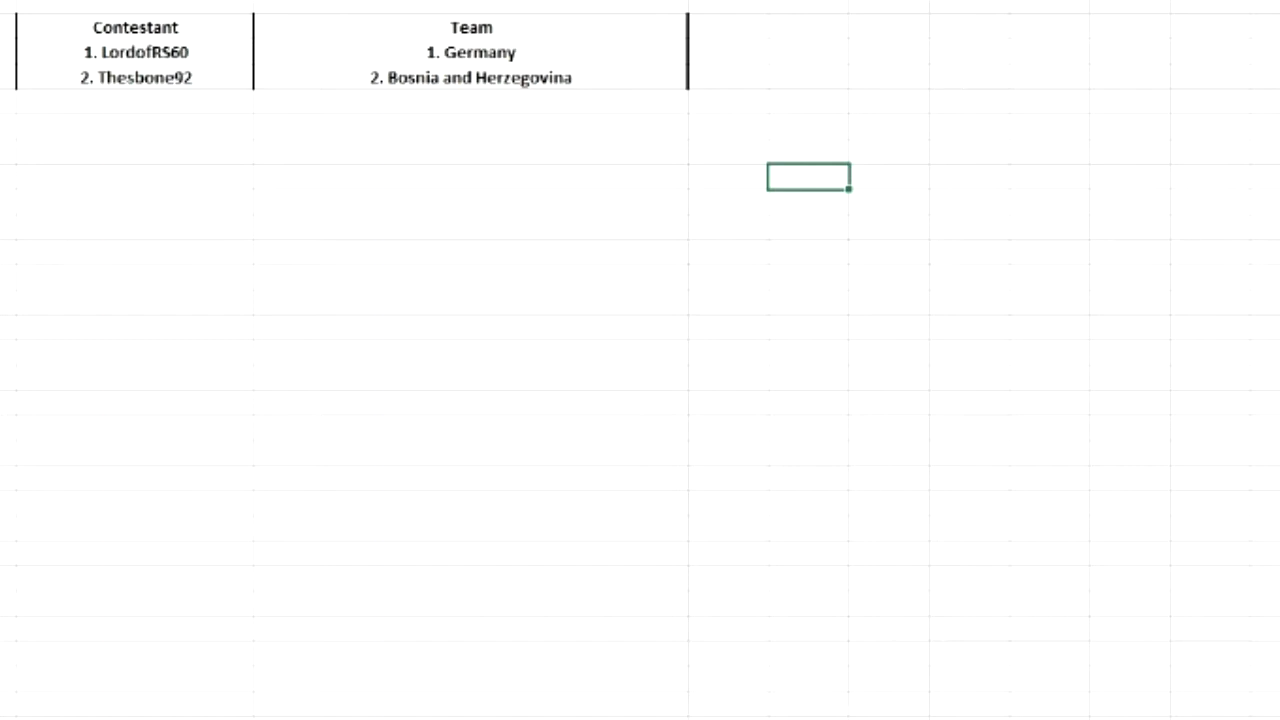 Contestant Team
1. LordofRS60 1. Germany
2. Thesbone92 2. Bosnia and Herzegovina